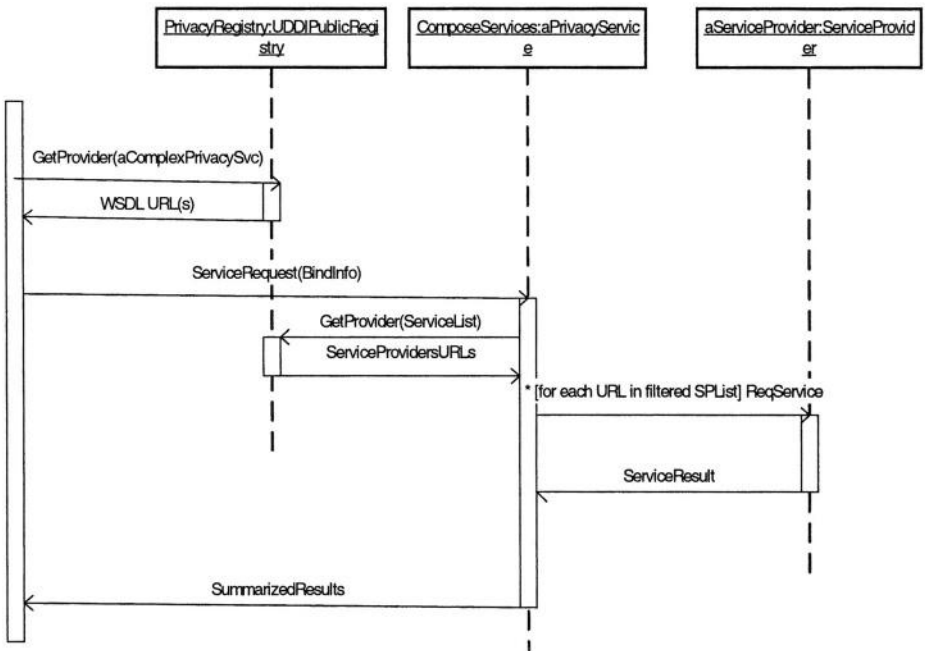 PrivacyRegistry:UDDIPublicRegi
stry
ComposeServices:aPrivacyServic
e
aServiceProvider:ServiceProvid
er
GetProvider(aComplexPrivacySvc)
WSDL URL(s)
ServiceRequest(BindInfo)
GetProvider(ServiceList)
ServiceProvidersURLs
* [for each URL in filtered SPList] ReqService
ServiceResult
SummarizedResults